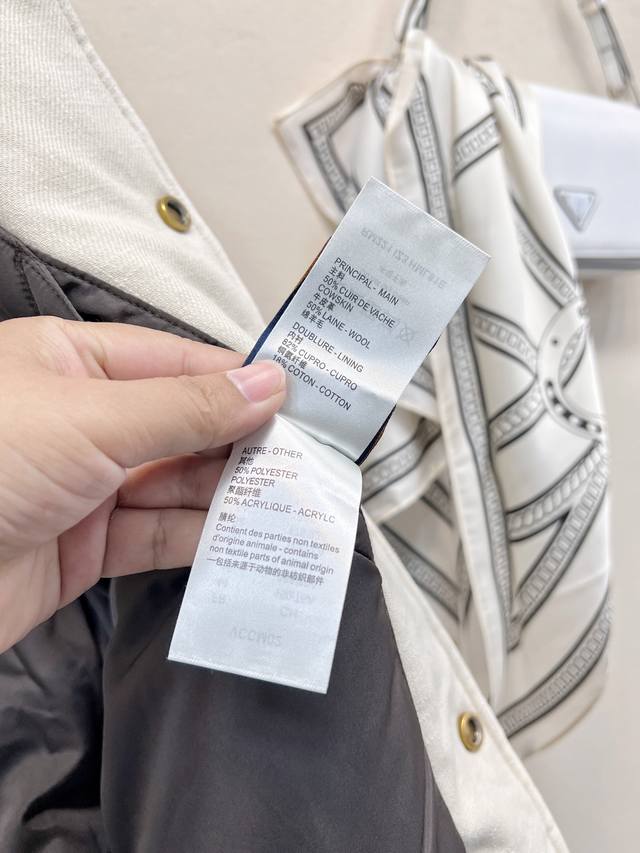 PRINCIPAL - MAIN
主料
50% CUIR DE VACHE
COWSKIN
牛皮革
50% LAINE - WOOL
绵羊毛
DOUBLURE - LINING
内衬
82% CUPRO - CUPRO
铜氨纤维
18% COTON - COTTON
AUTRE - OTHER
其他
50% POLYESTER
POLYESTER
聚酯纤维
50% ACRYLIQUE - ACRYLC
腈纶
Contient des parties non textiles
d'origine animale - contains
non textile parts of animal origin
一包括来源于动物的非纺织部件